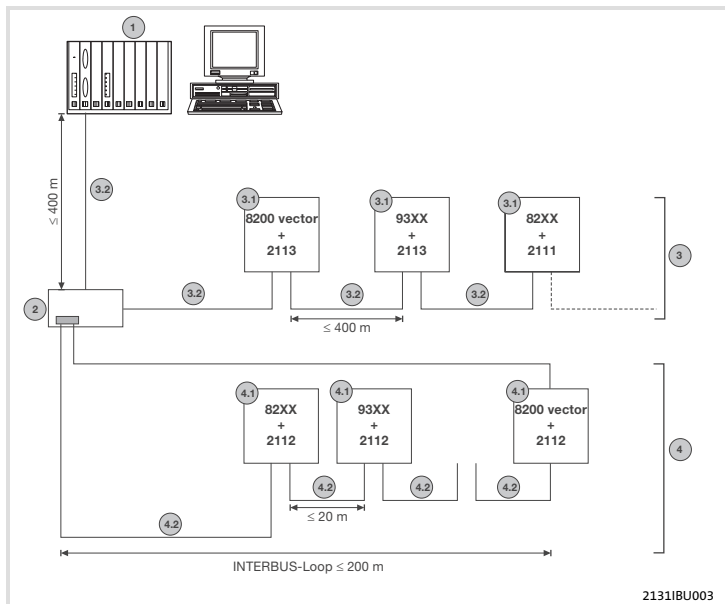 1
≤ 400 m
3.2
3.1
8200 vector
+
2113
3.1
93XX
+
2113
3.1
82XX
+
2111
3
2
3.2
3.2
3.2
≤ 400 m
4.1
82XX
+
2112
4.1
93XX
+
2112
4.1
8200 vector
+
2112
4
4.2
4.2
4.2
4.2
≤ 20 m
INTERBUS-Loop ≤ 200 m
2131IBU003